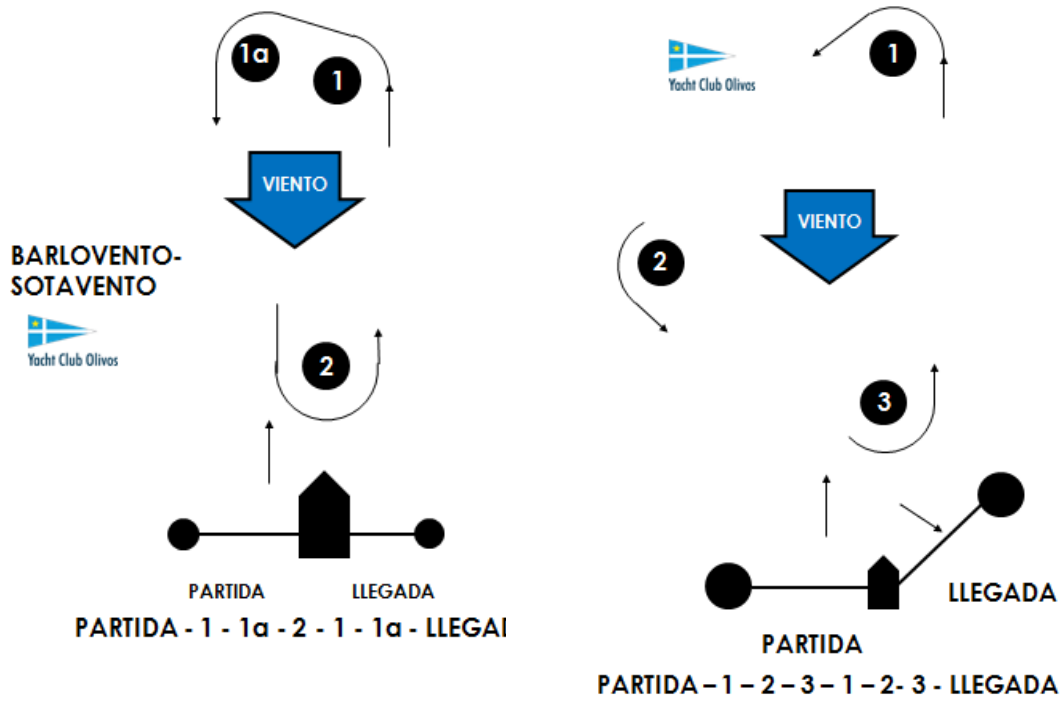 1a
1
VIENTO
BARLOVENTO-
SOTAVENTO
Yacht Club Olivos
2
PARTIDA
LLEGADA
PARTIDA - 1 - 1a - 2 - 1 - 1a - LLEGAI
Yacht Club Olivos
1
VIENTO
2
3
LLEGADA
PARTIDA
PARTIDA – 1 – 2 – 3 – 1 – 2- 3 - LLEGADA